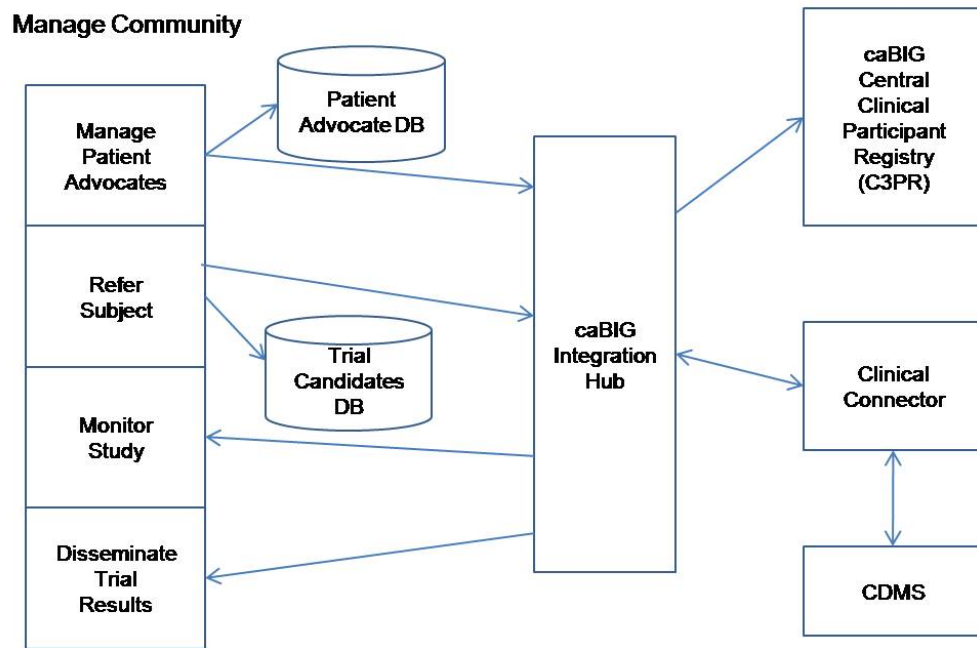 Manage Community
Manage
Patient
Advocates
Refer
Subject
Monitor
Study
Disseminate
Trial
Results
Patient
Advocate DB
Trial
Candidates
DB
caBIG
Integration
Hub
caBIG
Central
Clinical
Participant
Registry
(C3PR)
Clinical
Connector
CDMS